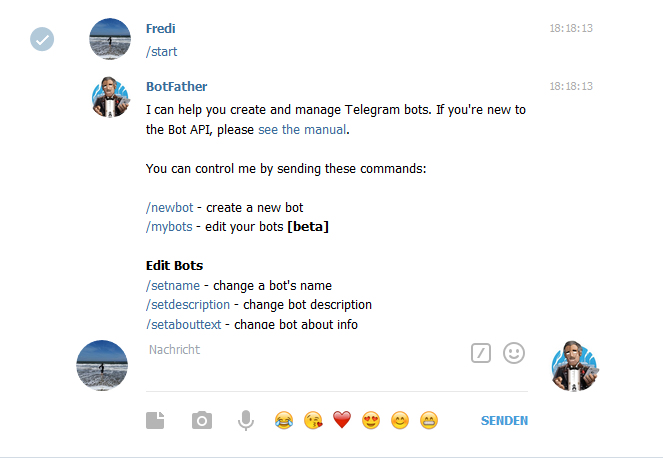 Fredi 18:18:13
/start
BotFather 18:18:13
I can help you create and manage Telegram bots. If you're new to
the Bot API, please see the manual.
You can control me by sending these commands:
/newbot - create a new bot
/mybots - edit your bots [beta]
Edit Bots
/setname - change a bot's name
/setdescription - change bot description
/setabouttext - change bot about info
Nachricht
SENDEN